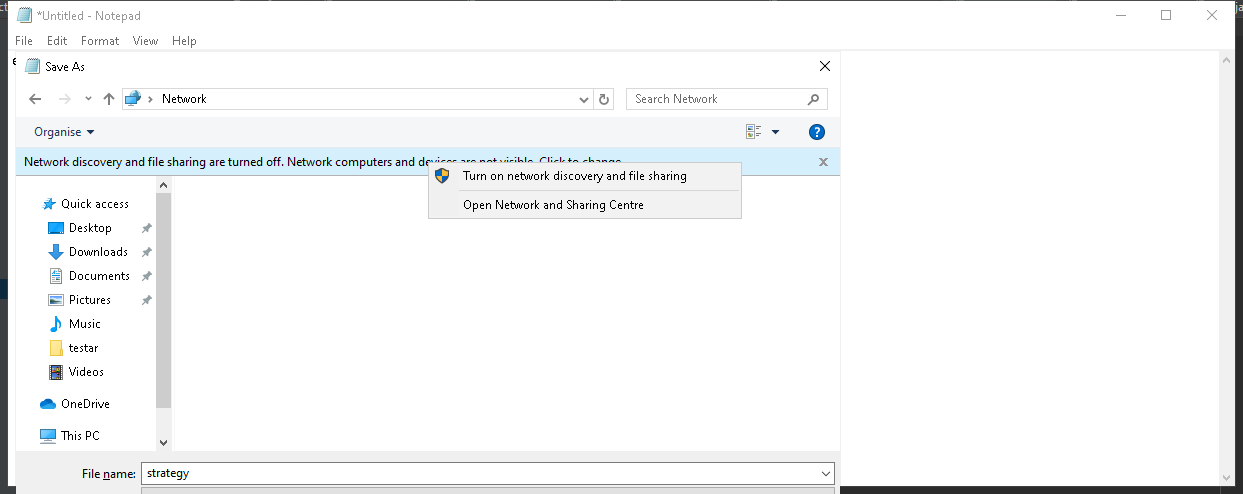 *Untitled - Notepad
File Edit Format View Help
Save As
Network
Search Network
Organise
Network discovery and file sharing are turned off. Network computers and devices are not visible. Click to change...
Turn on network discovery and file sharing
Open Network and Sharing Centre
Quick access
Desktop
Downloads
Documents
Pictures
Music
testar
Videos
OneDrive
This PC
File name: strategy